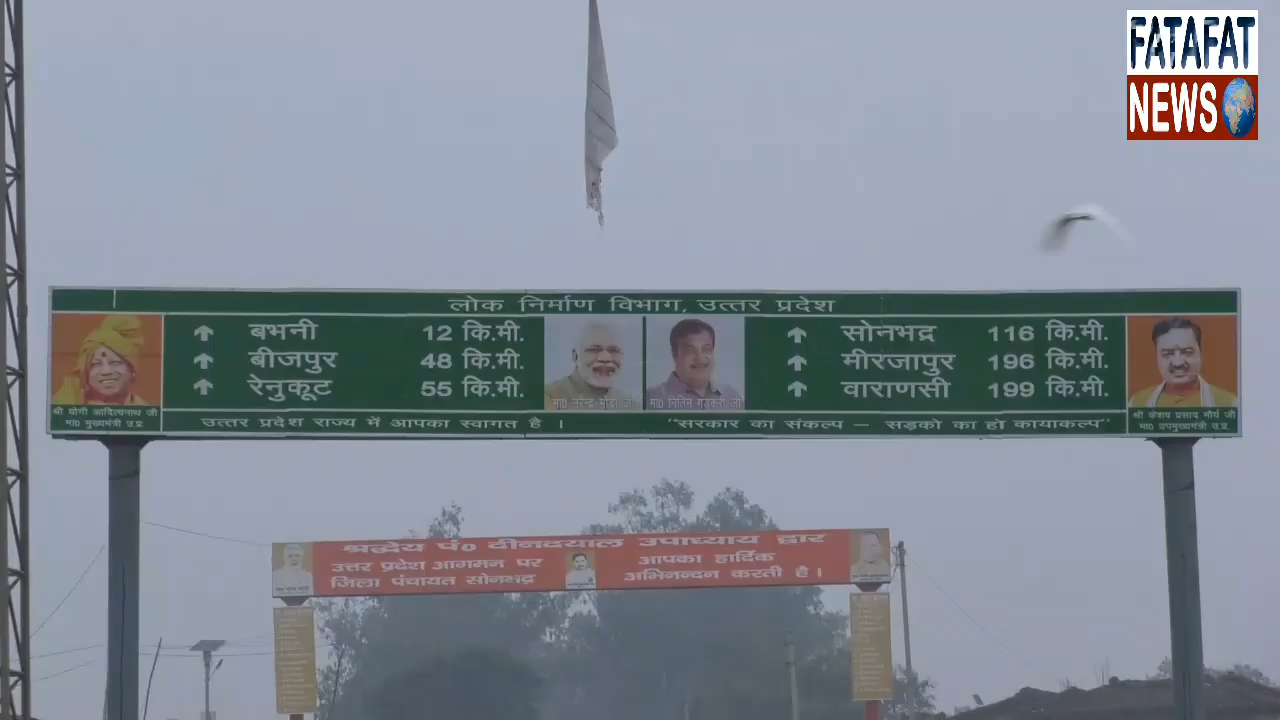 FATAFAT
NEWS
लोक निर्माण विभाग, उत्तर प्रदेश
बभनी 12 कि.मी.
बीजपुर 48 कि.मी.
रेनुकूट 55 कि.मी.
सोनभद्र 116 कि.मी.
मीरजापुर 196 कि.मी.
वाराणसी 199 कि.मी.
श्री योगी आदित्यनाथ जी
मा0 मुख्यमंत्री उ.प्र.
मा0 नरेन्द्र मोदी जी
मा0 नितिन गडकरी जी
श्री केशव प्रसाद मौर्य जी
मा0 उपमुख्यमंत्री उ.प्र.
उत्तर प्रदेश राज्य में आपका स्वागत है ।
"सरकार का संकल्प – सड़को का हो कायाकल्प"
श्रद्धेय पं0 दीनदयाल उपाध्याय द्वार
उत्तर प्रदेश आगमन पर
जिला पंचायत सोनभद्र
आपका हार्दिक
अभिनन्दन करती है ।